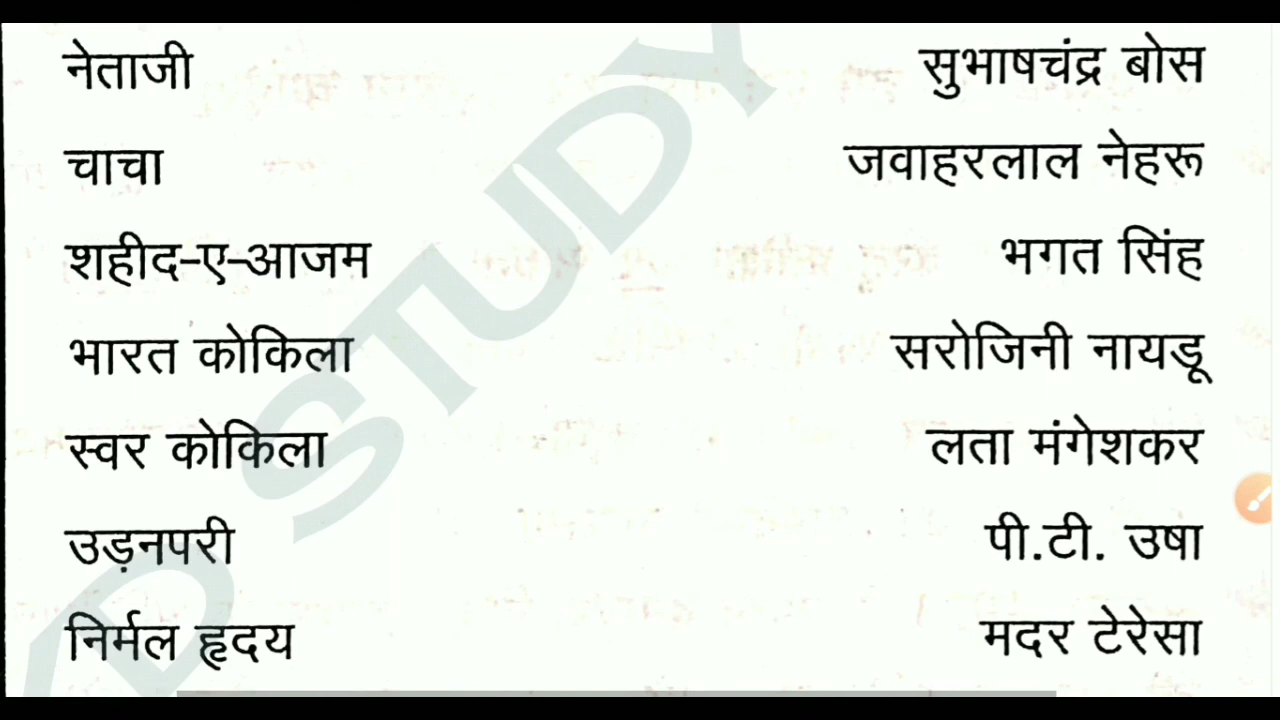 नेताजी सुभाषचंद्र बोस
चाचा जवाहरलाल नेहरू
शहीद-ए-आजम भगत सिंह
भारत कोकिला सरोजिनी नायडू
स्वर कोकिला लता मंगेशकर
उड़नपरी पी.टी. उषा
निर्मल हृदय मदर टेरेसा
STUDY